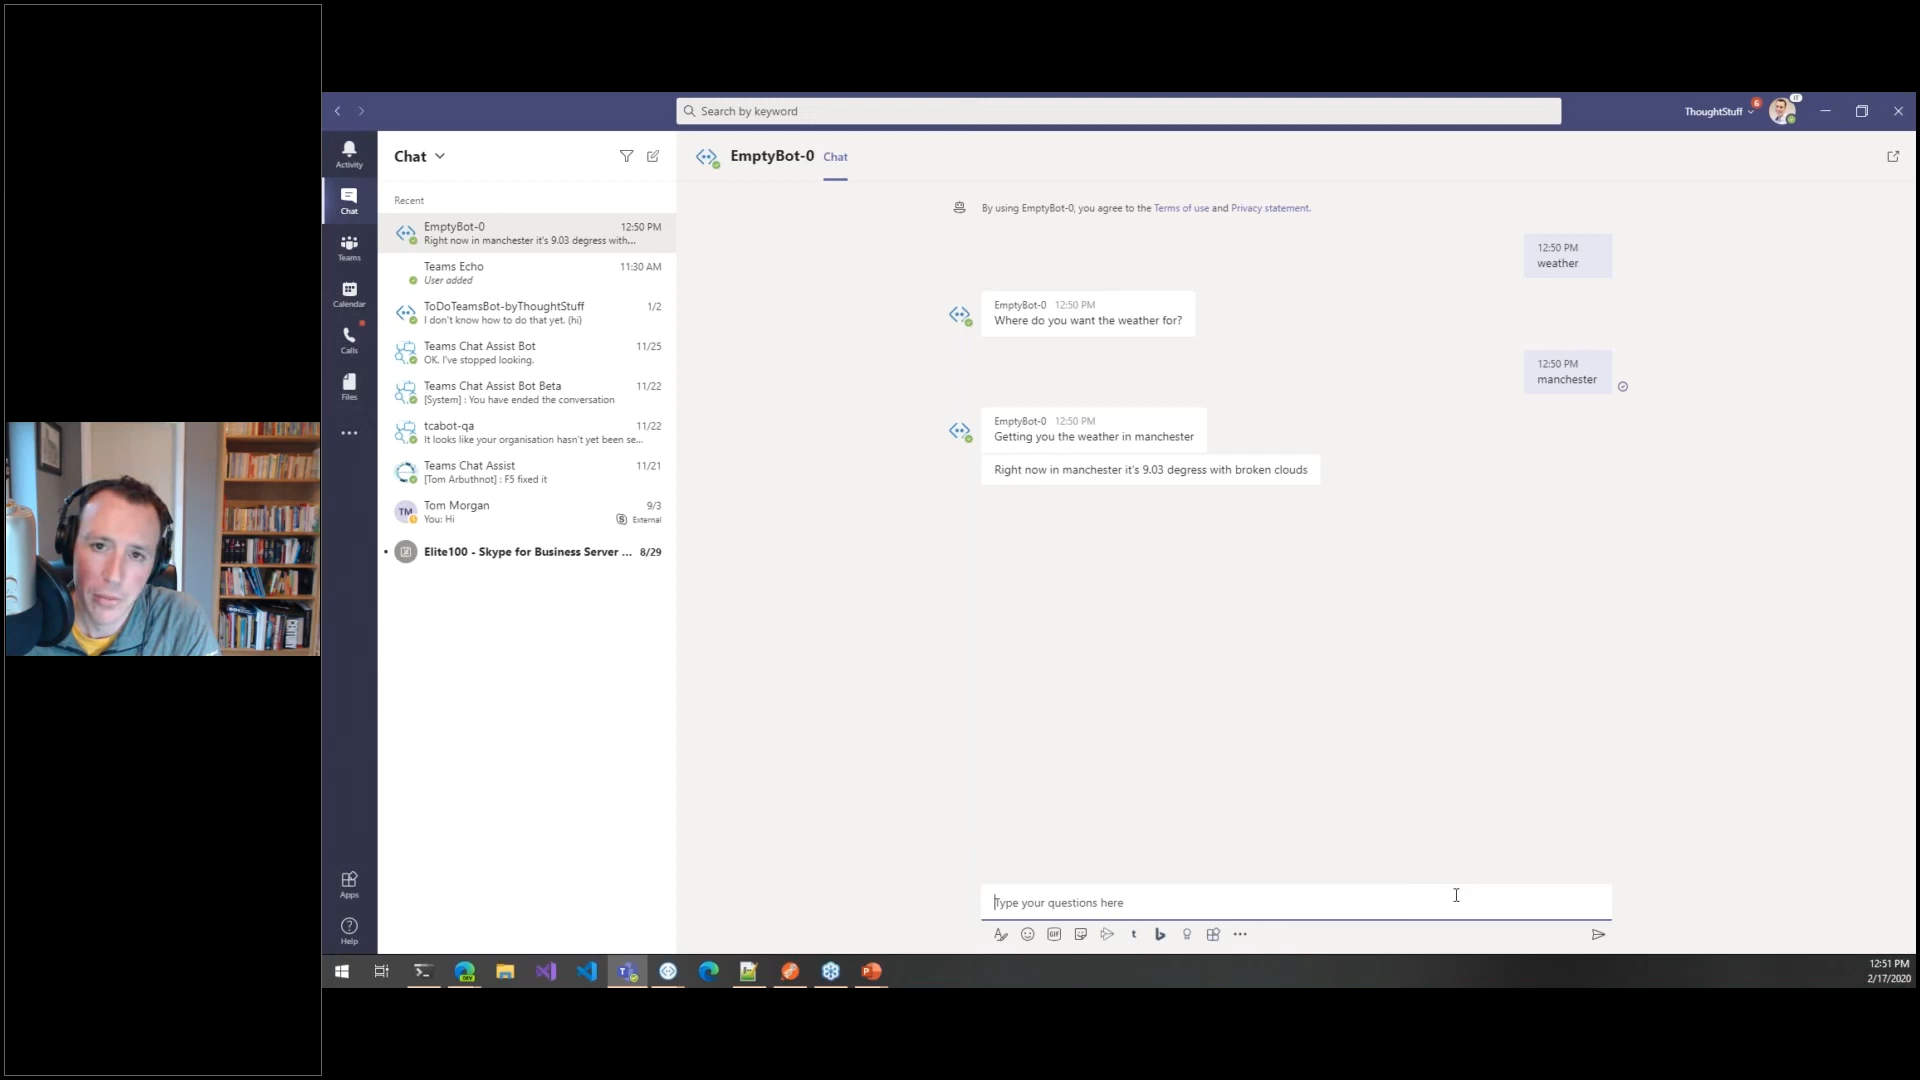 Search by keyword
ThoughtStuff
6
IT
Activity
Chat
Teams
Calendar
Calls
Files
Apps
Help
Chat
Recent
EmptyBot-0 12:50 PM
Right now in manchester it's 9.03 degress with...
Teams Echo 11:30 AM
User added
ToDoTeamsBot-byThoughtStuff 1/2
I don't know how to do that yet. (hi)
Teams Chat Assist Bot 11/25
OK, I've stopped looking.
Teams Chat Assist Bot Beta 11/22
[System] : You have ended the conversation
tcabot-qa 11/22
It looks like your organisation hasn't yet been se...
Teams Chat Assist 11/21
[Tom Arbuthnot] : F5 fixed it
TM
Tom Morgan 9/3
You: Hi External
Elite100 - Skype for Business Server ... 8/29
EmptyBot-0 Chat
By using EmptyBot-0, you agree to the Terms of use and Privacy statement.
12:50 PM
weather
EmptyBot-0 12:50 PM
Where do you want the weather for?
12:50 PM
manchester
EmptyBot-0 12:50 PM
Getting you the weather in manchester
Right now in manchester it's 9.03 degress with broken clouds
Type your questions here
GIF
12:51 PM
2/17/2020